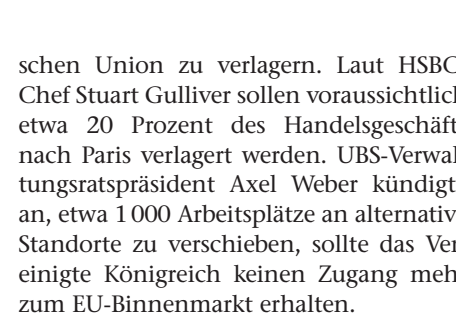 schen Union zu verlagern. Laut HSBC
Chef Stuart Gulliver sollen voraussichtlic
etwa 20 Prozent des Handelsgeschäft
nach Paris verlagert werden. UBS-Verwal
tungsratspräsident Axel Weber kündigt
an, etwa 1 000 Arbeitsplätze an alternativ
Standorte zu verschieben, sollte das Ver
einigte Königreich keinen Zugang meh
zum EU-Binnenmarkt erhalten.